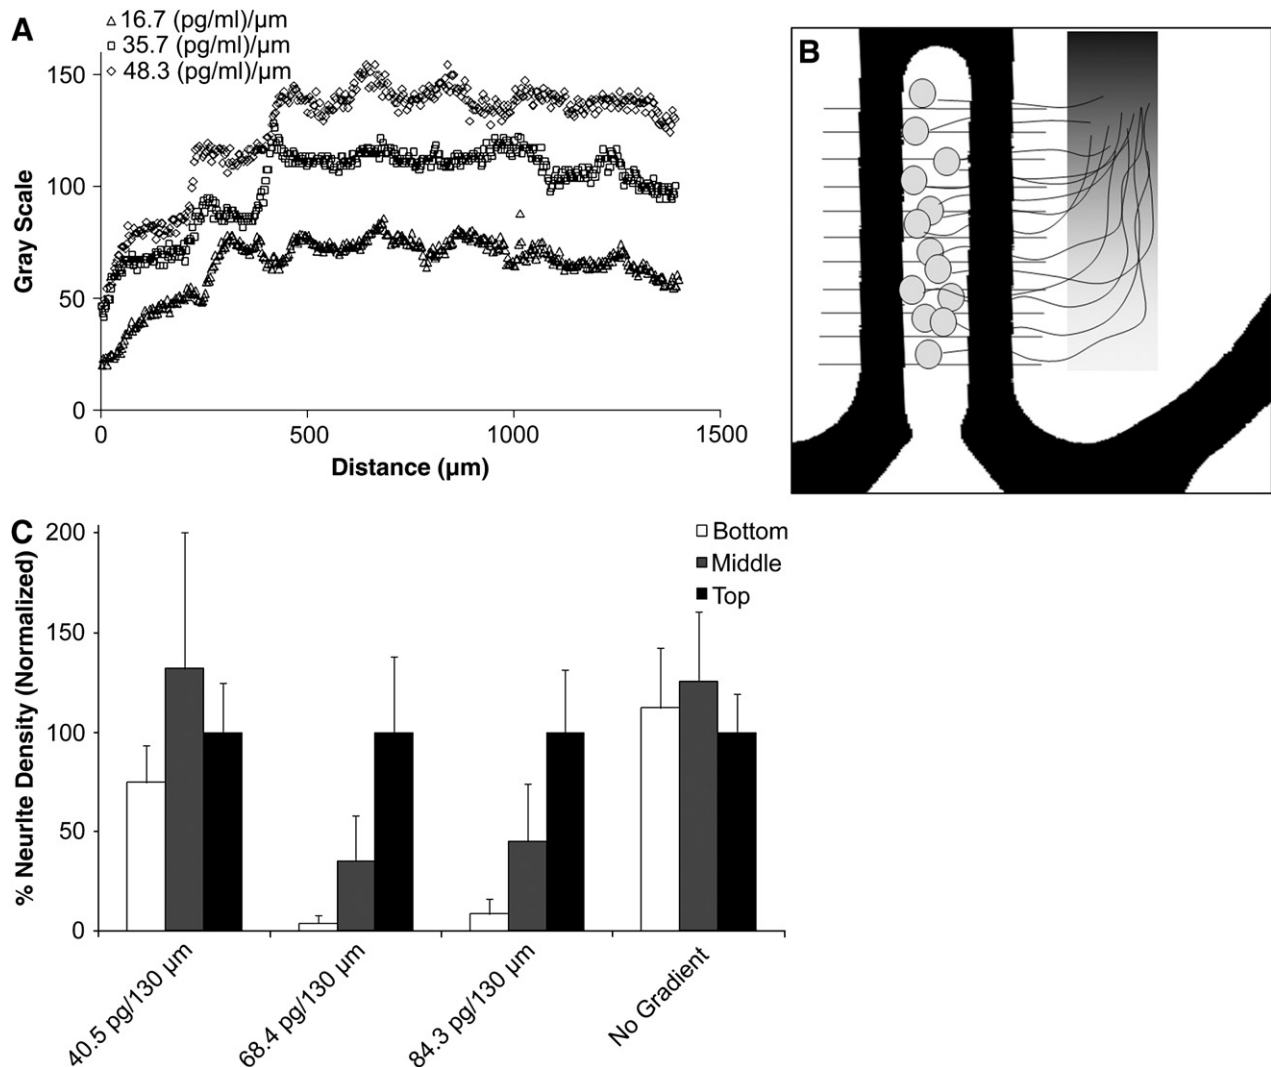 A
△ 16.7 (pg/ml)/µm
□ 35.7 (pg/ml)/µm
◇ 48.3 (pg/ml)/µm
Gray Scale
150
100
50
0
0 500 1000 1500
Distance (µm)
B
C
% NeurIte Density (Normalized)
200
150
100
50
0
Bottom
Middle
Top
40.5 pg/130 µm
68.4 pg/130 µm
84.3 pg/130 µm
No Gradient